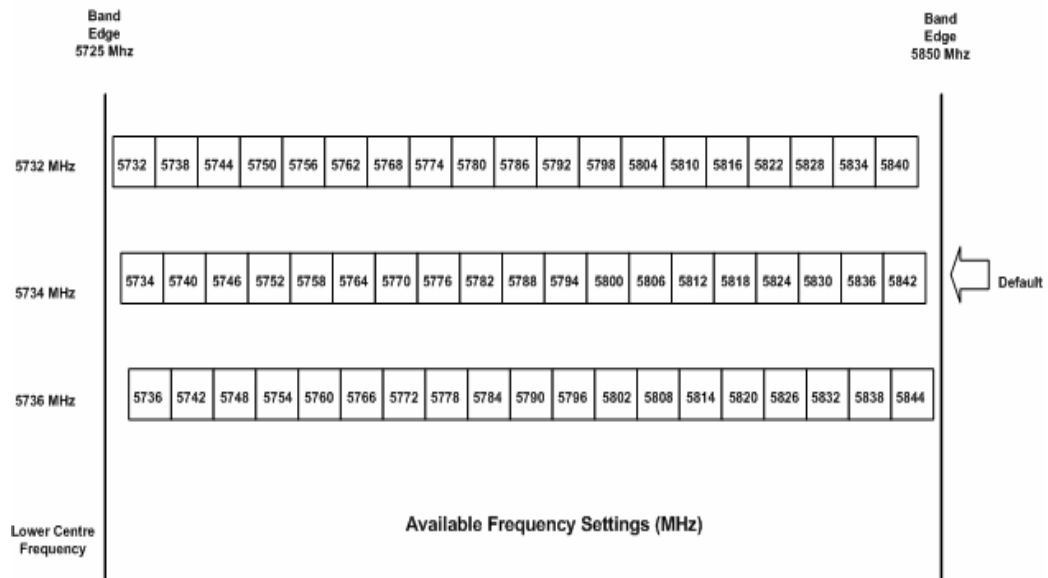 Band
Edge
5725 Mhz
Band
Edge
5850 Mhz
5732 MHz
5732 5738 5744 5750 5756 5762 5768 5774 5780 5786 5792 5798 5804 5810 5816 5822 5828 5834 5840
5734 MHz
5734 5740 5746 5752 5758 5764 5770 5776 5782 5788 5794 5800 5806 5812 5818 5824 5830 5836 5842
Default
5736 MHz
5736 5742 5748 5754 5760 5766 5772 5778 5784 5790 5796 5802 5808 5814 5820 5826 5832 5838 5844
Lower Centre
Frequency
Available Frequency Settings (MHz)